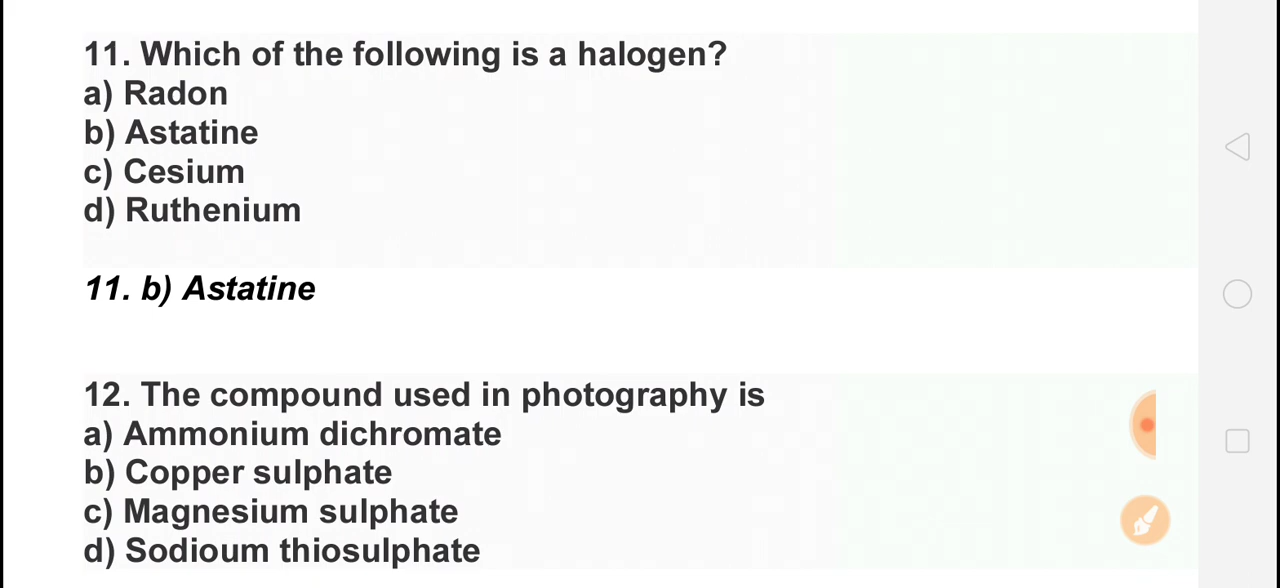 11. Which of the following is a halogen?
a) Radon
b) Astatine
c) Cesium
d) Ruthenium
11. b) Astatine
12. The compound used in photography is
a) Ammonium dichromate
b) Copper sulphate
c) Magnesium sulphate
d) Sodioum thiosulphate